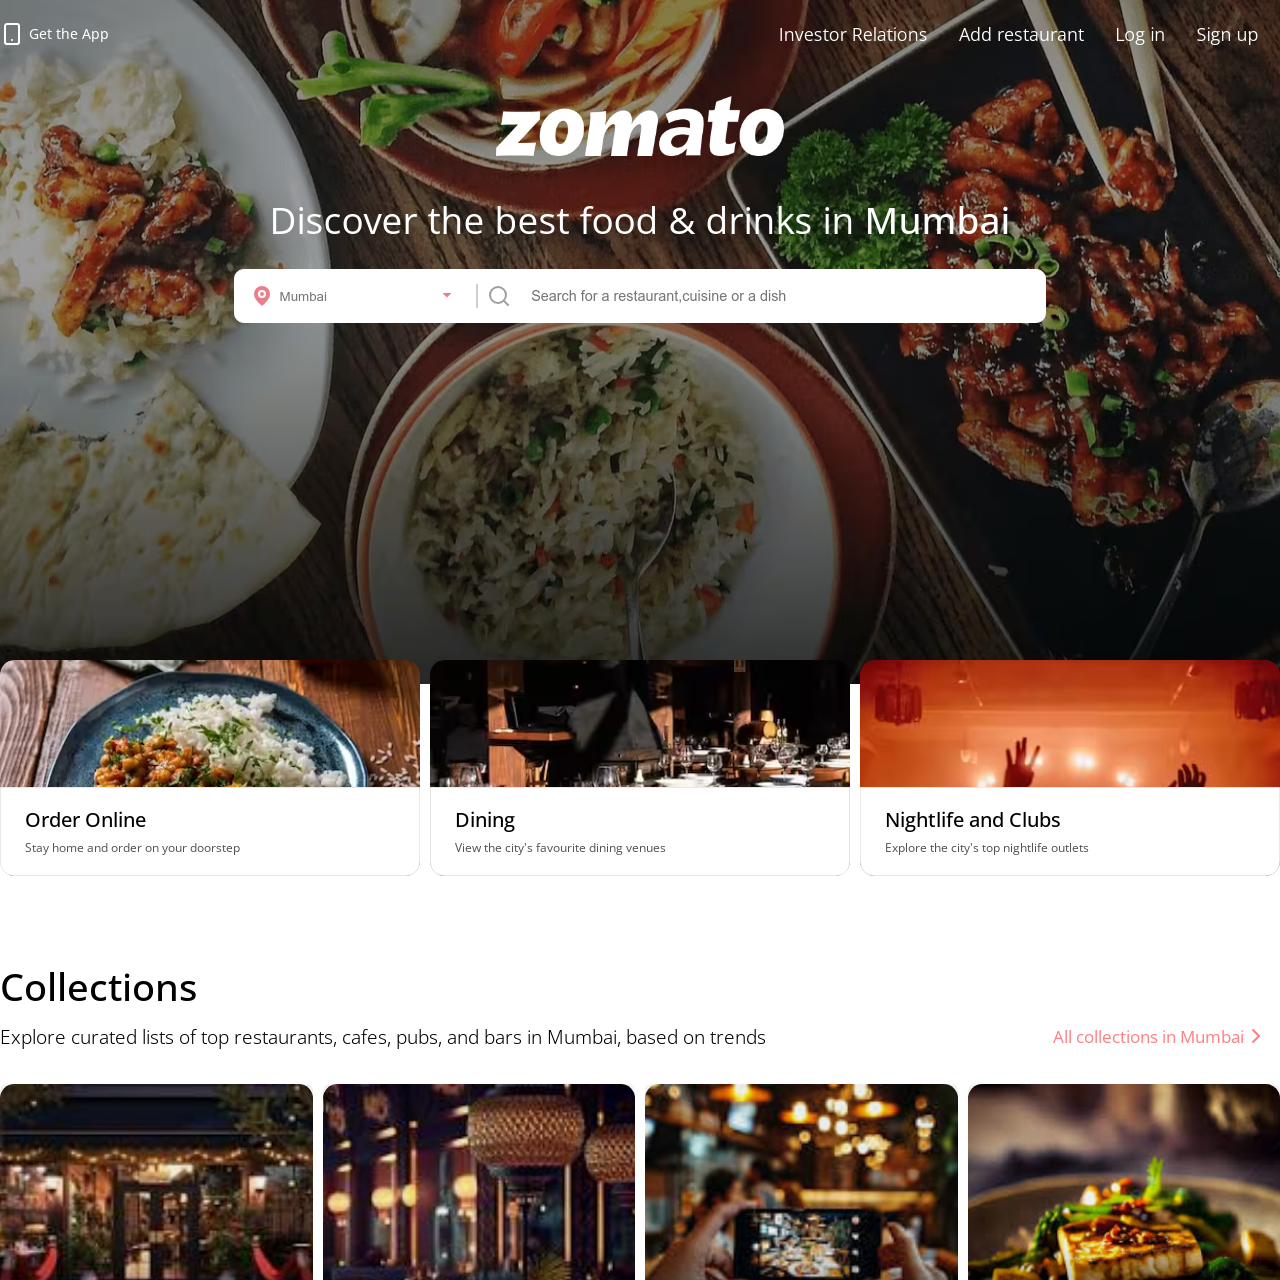 Get the App
Investor Relations
Add restaurant
Log in
Sign up
zomato
Discover the best food & drinks in Mumbai
Mumbai
Search for a restaurant,cuisine or a dish
Order Online
Stay home and order on your doorstep
Dining
View the city's favourite dining venues
Nightlife and Clubs
Explore the city's top nightlife outlets
Collections
Explore curated lists of top restaurants, cafes, pubs, and bars in Mumbai, based on trends
All collections in Mumbai